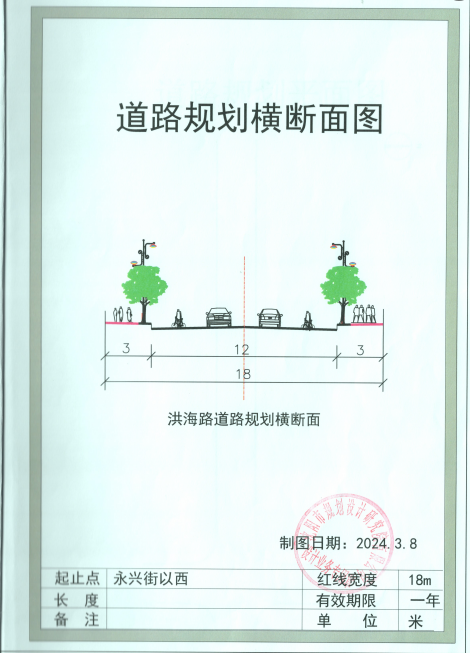 道路规划横断面图
3 12 3
18
洪海路道路规划横断面
制图日期：2024.3.8
起止点 永兴街以西 红线宽度 18m
长 度 有效期限 一年
备 注 单 位 米